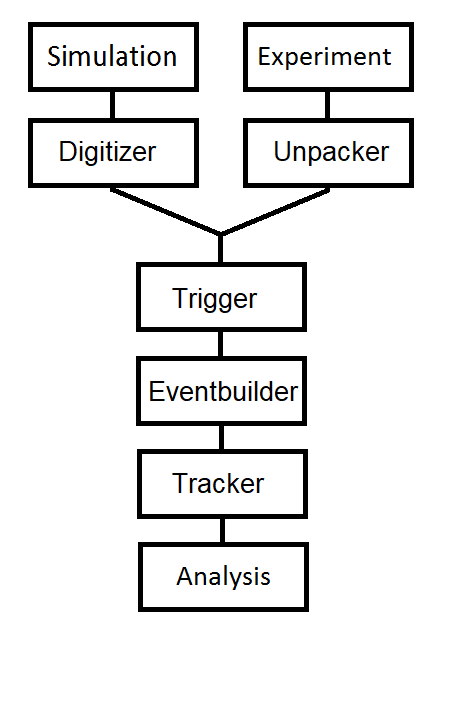 Simulation
Experiment
Digitizer
Unpacker
Trigger
Eventbuilder
Tracker
Analysis